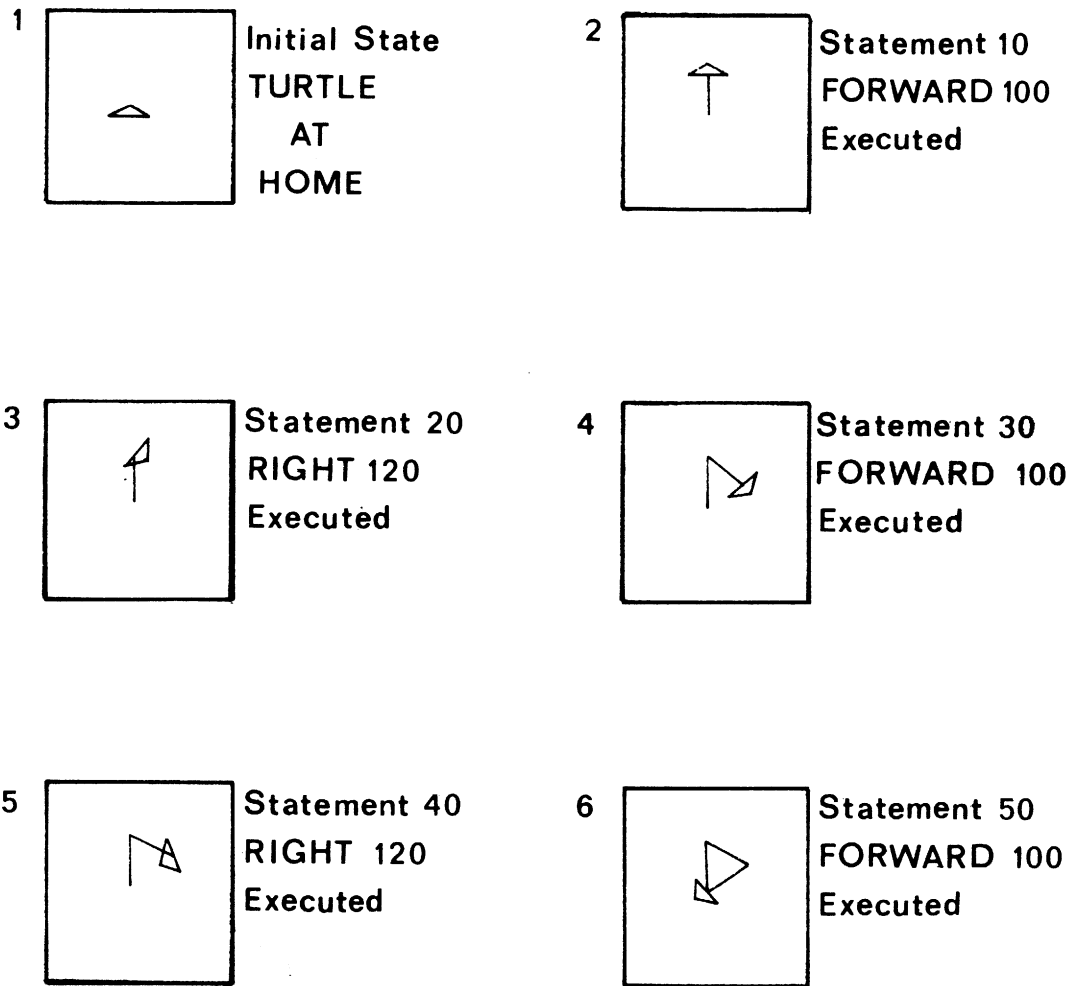 1
Initial State
TURTLE
AT
HOME
2
Statement 10
FORWARD 100
Executed
3
Statement 20
RIGHT 120
Executed
4
Statement 30
FORWARD 100
Executed
5
Statement 40
RIGHT 120
Executed
6
Statement 50
FORWARD 100
Executed